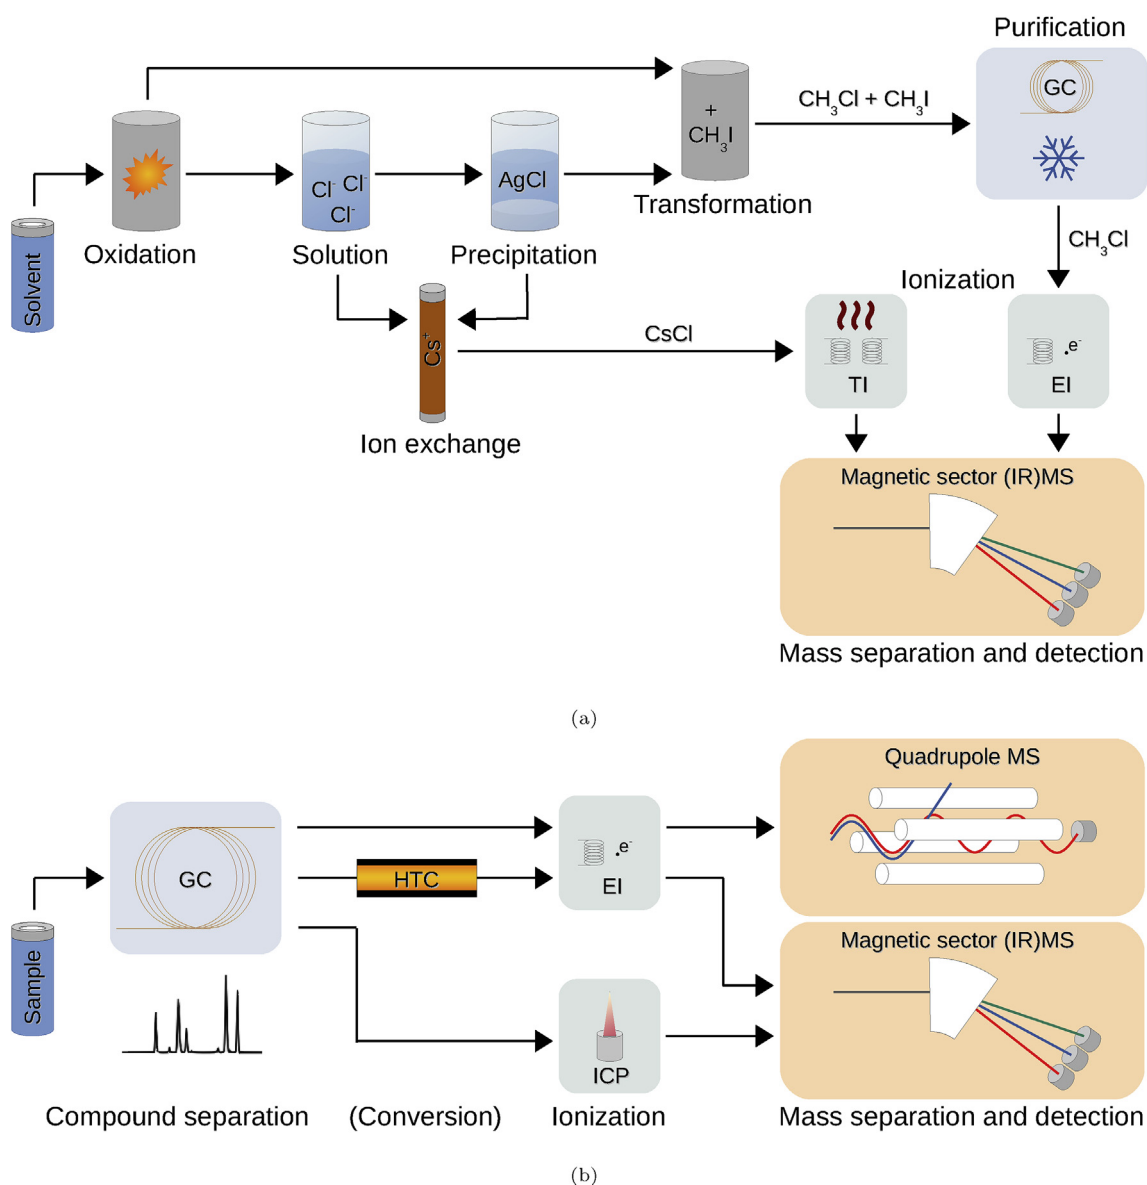 Purification
GC
CH₃Cl + CH₃I
+
CH₃I
Transformation
Cl⁻ Cl⁻
Cl⁻
AgCl
Solvent
Oxidation
Solution
Precipitation
CH₃Cl
Ionization
Cs⁺
CsCl
TI
e⁻
EI
Ion exchange
Magnetic sector (IR)MS
Mass separation and detection
(a)
Quadrupole MS
GC
HTC
e⁻
EI
Sample
Magnetic sector (IR)MS
ICP
Compound separation
(Conversion)
Ionization
Mass separation and detection
(b)